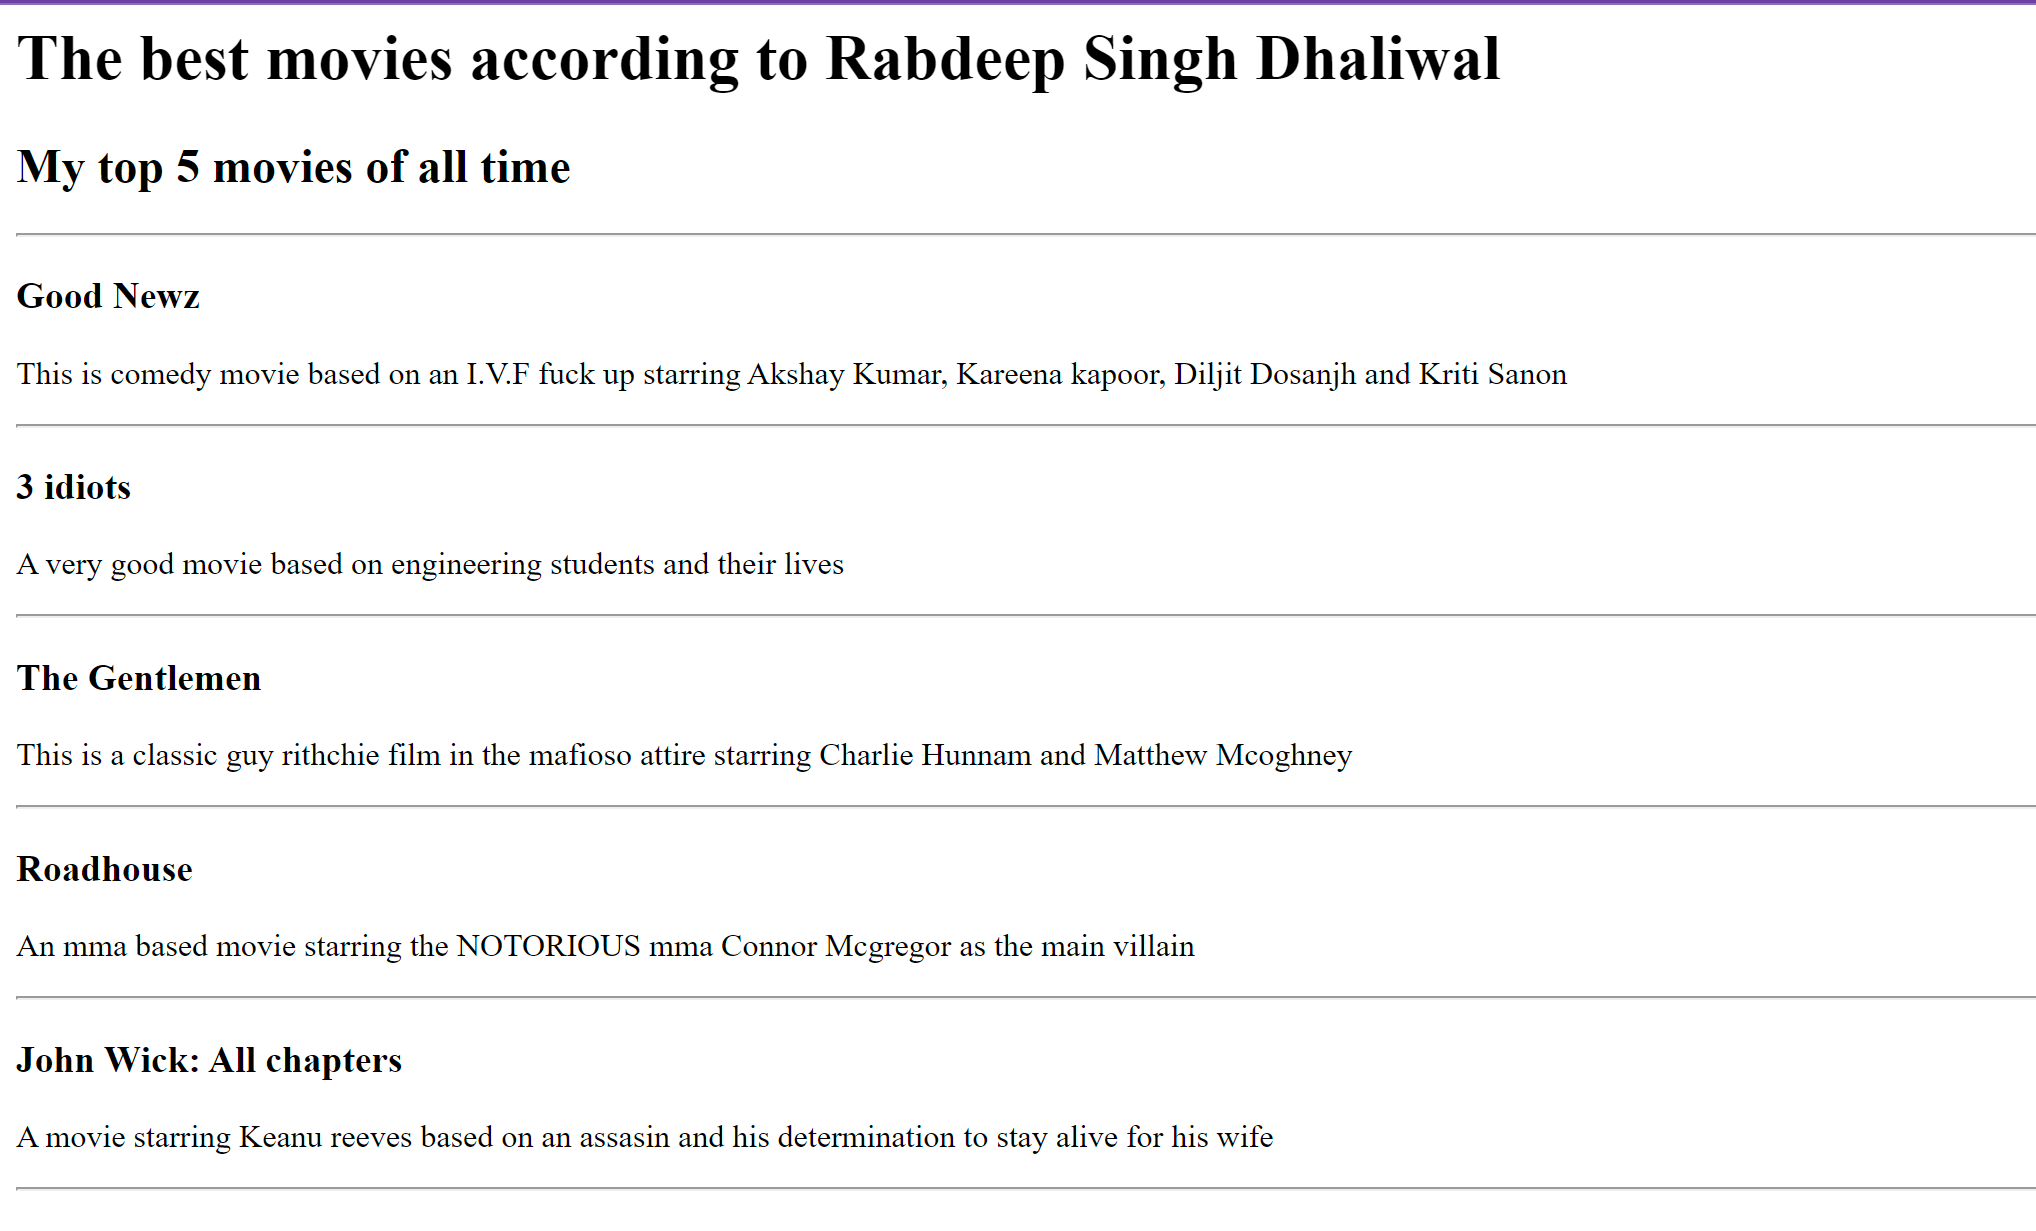 The best movies according to Rabdeep Singh Dhaliwal
My top 5 movies of all time
Good Newz
This is comedy movie based on an I.V.F fuck up starring Akshay Kumar, Kareena kapoor, Diljit Dosanjh and Kriti Sanon
3 idiots
A very good movie based on engineering students and their lives
The Gentlemen
This is a classic guy rithchie film in the mafioso attire starring Charlie Hunnam and Matthew Mcoghney
Roadhouse
An mma based movie starring the NOTORIOUS mma Connor Mcgregor as the main villain
John Wick: All chapters
A movie starring Keanu reeves based on an assasin and his determination to stay alive for his wife